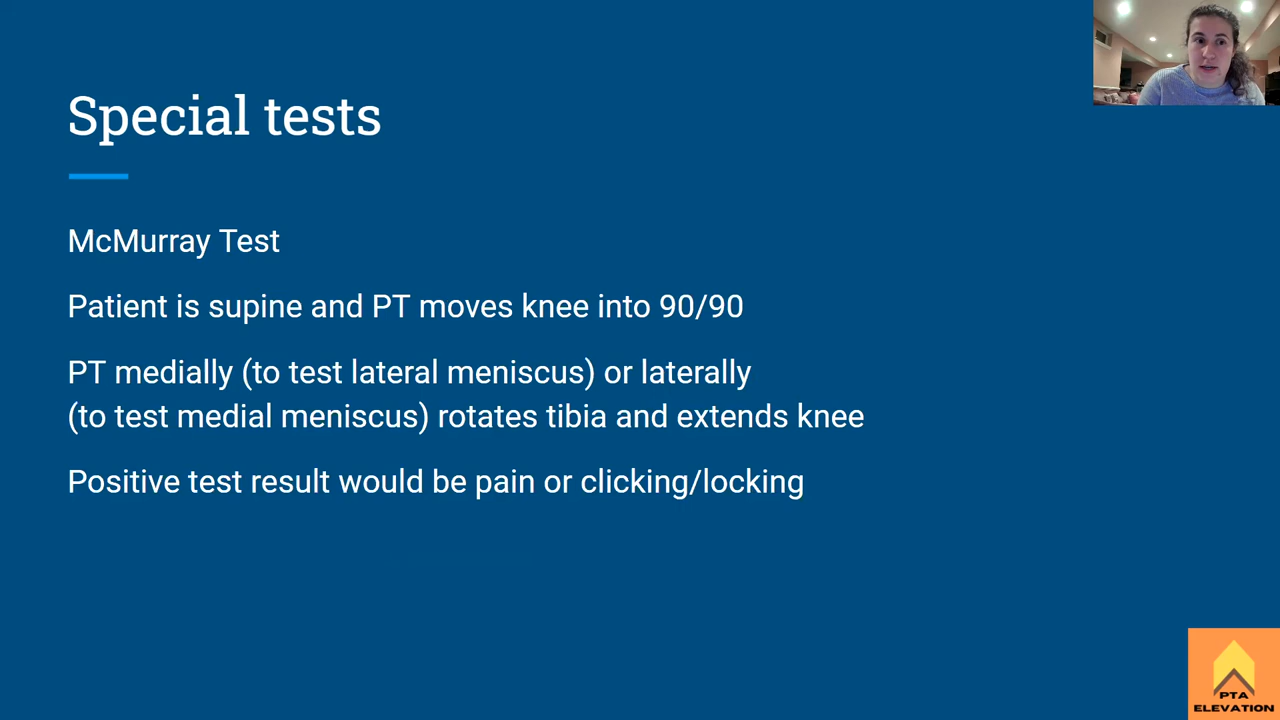 Special tests
McMurray Test
Patient is supine and PT moves knee into 90/90
PT medially (to test lateral meniscus) or laterally
(to test medial meniscus) rotates tibia and extends knee
Positive test result would be pain or clicking/locking
PTA
ELEVATION